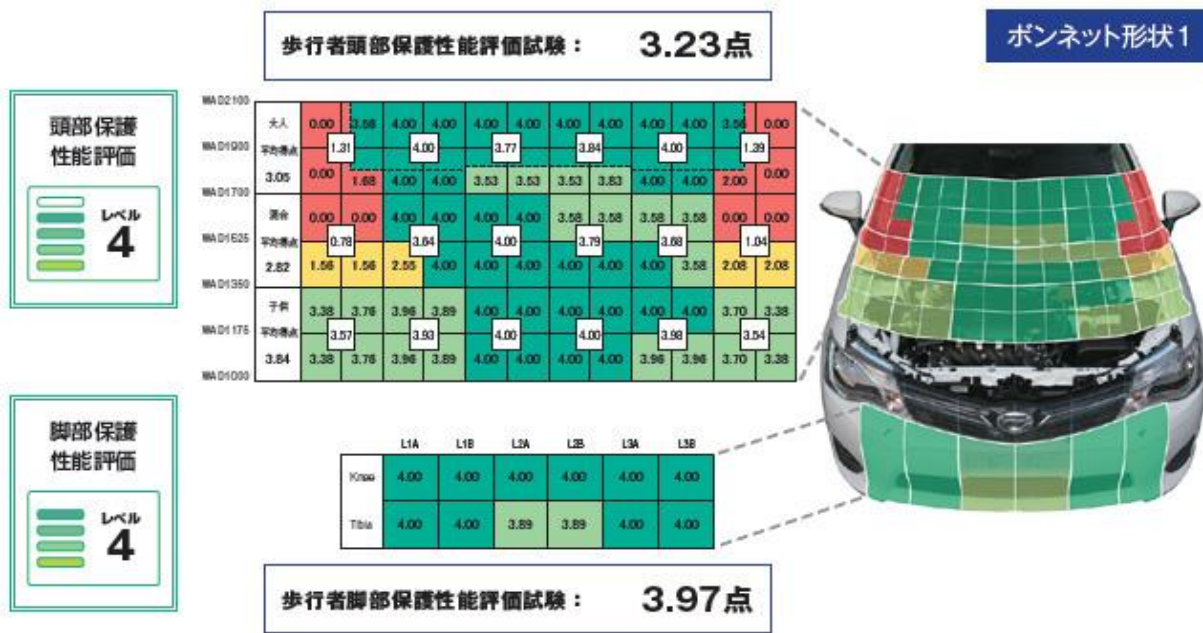 歩行者頭部保護性能評価試験： 3.23点
ボンネット形状1
頭部保護
性能評価
レベル
4
WAD2100
大人 0.00 3.58 4.00 4.00 4.00 4.00 4.00 4.00 4.00 4.00 3.56 0.00
WAD1900
平均得点 1.31 4.00 3.77 3.84 4.00 1.39
3.05 0.00 1.68 4.00 4.00 3.53 3.53 3.53 3.83 4.00 4.00 2.00 0.00
WAD1700
混合 0.00 0.00 4.00 4.00 4.00 4.00 3.58 3.58 3.58 3.58 0.00 0.00
WAD1525
平均得点 0.78 3.64 4.00 3.79 3.68 1.04
2.82 1.56 1.56 2.55 4.00 4.00 4.00 4.00 4.00 4.00 3.58 2.08 2.08
WAD1350
子供 3.38 3.76 3.96 3.89 4.00 4.00 4.00 4.00 4.00 4.00 3.70 3.38
WAD1175
平均得点 3.57 3.93 4.00 4.00 3.98 3.54
3.84 3.38 3.76 3.96 3.89 4.00 4.00 4.00 4.00 3.96 3.96 3.70 3.38
WAD1000
脚部保護
性能評価
レベル
4
L1A L1B L2A L2B L3A L3B
Knee 4.00 4.00 4.00 4.00 4.00 4.00
Tibia 4.00 4.00 3.89 3.89 4.00 4.00
歩行者脚部保護性能評価試験： 3.97点